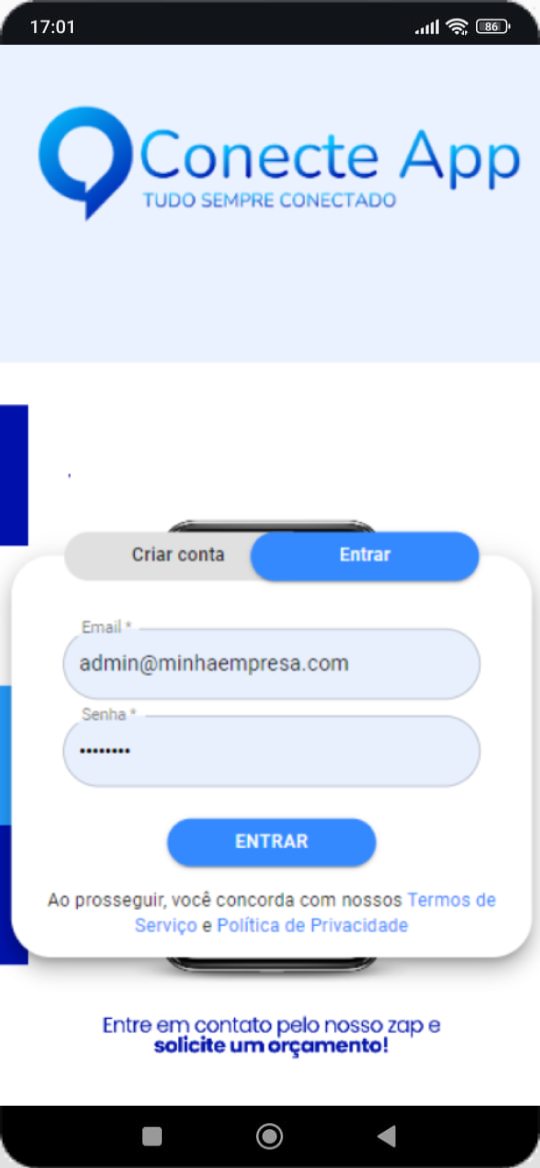 17:01
86
Conecte App
TUDO SEMPRE CONECTADO
Criar conta
Entrar
Email *
admin@minhaempresa.com
Senha *
••••••••
ENTRAR
Ao prosseguir, você concorda com nossos Termos de
Serviço e Política de Privacidade
Entre em contato pelo nosso zap e
solicite um orçamento!